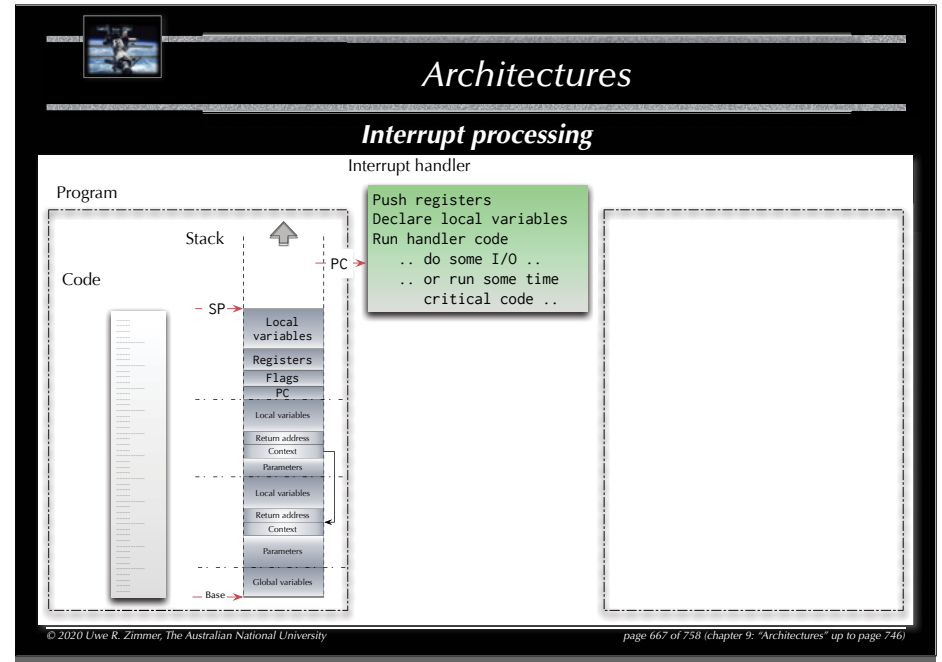 Architectures
Interrupt processing
Interrupt handler
Program
Push registers
Declare local variables
Run handler code
.. do some I/O ..
.. or run some time
critical code ..
Stack
PC
Code
SP
Local
variables
Registers
Flags
PC
Local variables
Return address
Context
Parameters
Local variables
Return address
Context
Parameters
Global variables
Base
© 2020 Uwe R. Zimmer, The Australian National University
page 667 of 758 (chapter 9: “Architectures” up to page 746)